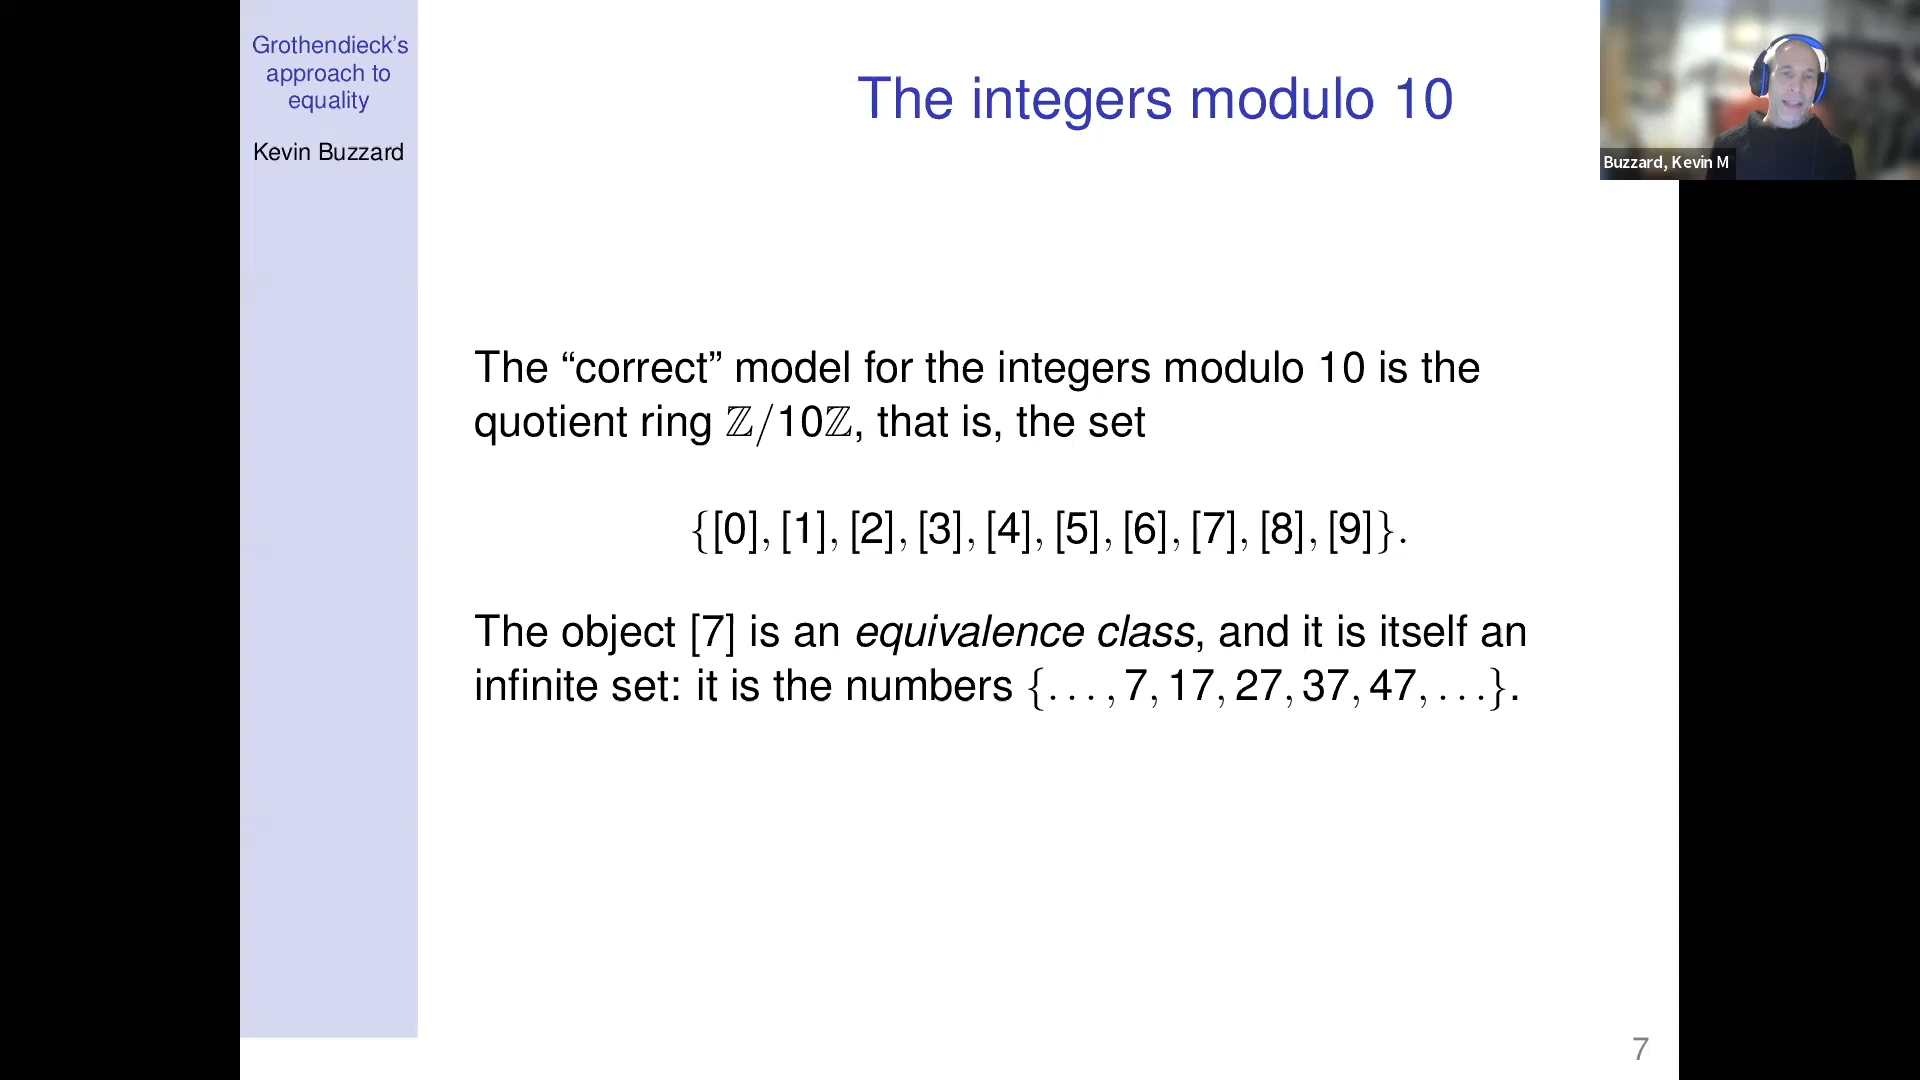 Grothendieck’s
approach to
equality
Kevin Buzzard
The integers modulo 10
Buzzard, Kevin M
The “correct” model for the integers modulo 10 is the
quotient ring ℤ/10ℤ, that is, the set
{[0], [1], [2], [3], [4], [5], [6], [7], [8], [9]}.
The object [7] is an equivalence class, and it is itself an
infinite set: it is the numbers {. . . , 7, 17, 27, 37, 47, . . .}.
7